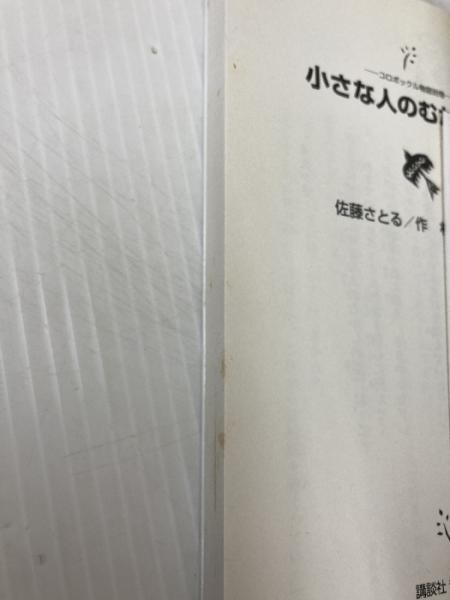 ―コロボックル物語別巻―
小さな人のむ
佐藤さとる／作
講談社